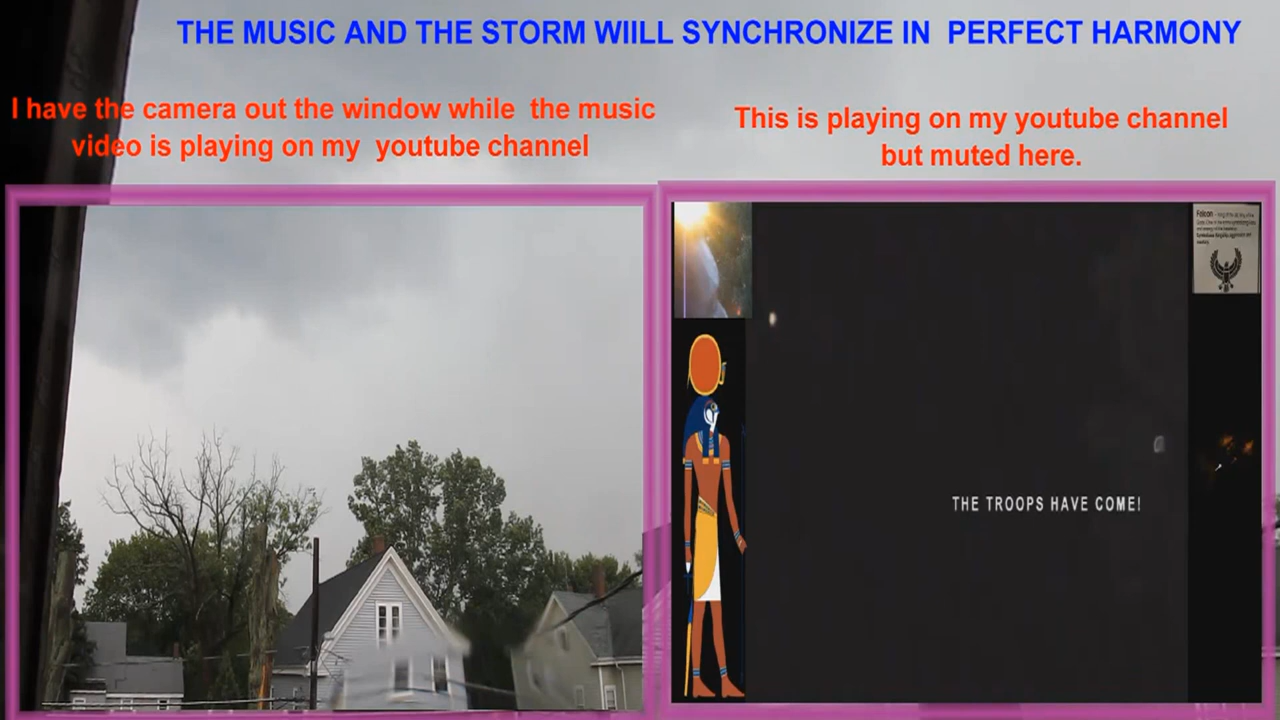 THE MUSIC AND THE STORM WIILL SYNCHRONIZE IN PERFECT HARMONY
I have the camera out the window while the music
video is playing on my youtube channel
This is playing on my youtube channel
but muted here.
Falcon
THE TROOPS HAVE COME!